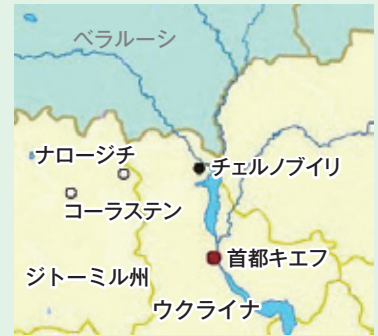 ベラルーシ
ナロージチ
チェルノブイリ
コーラステン
首都キエフ
ジトーミル州
ウクライナ